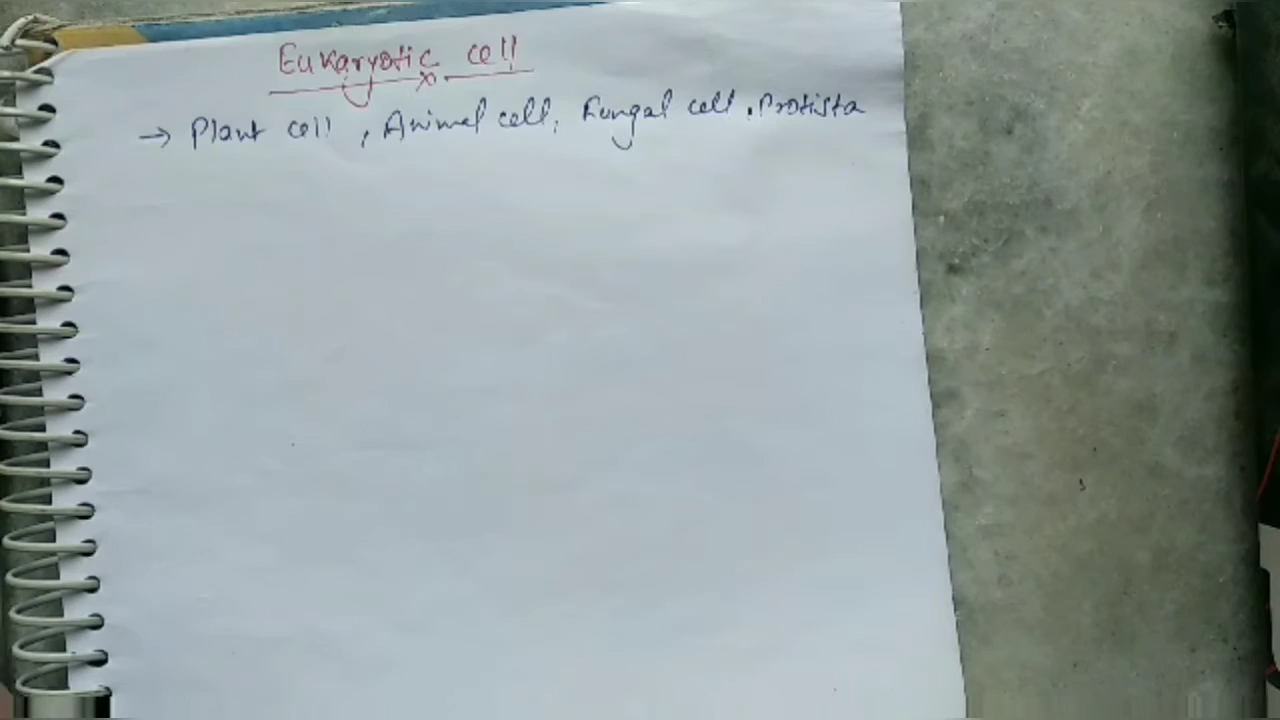 Eukaryotic cell
→ Plant cell, Animal cell, Fungal cell, Protista